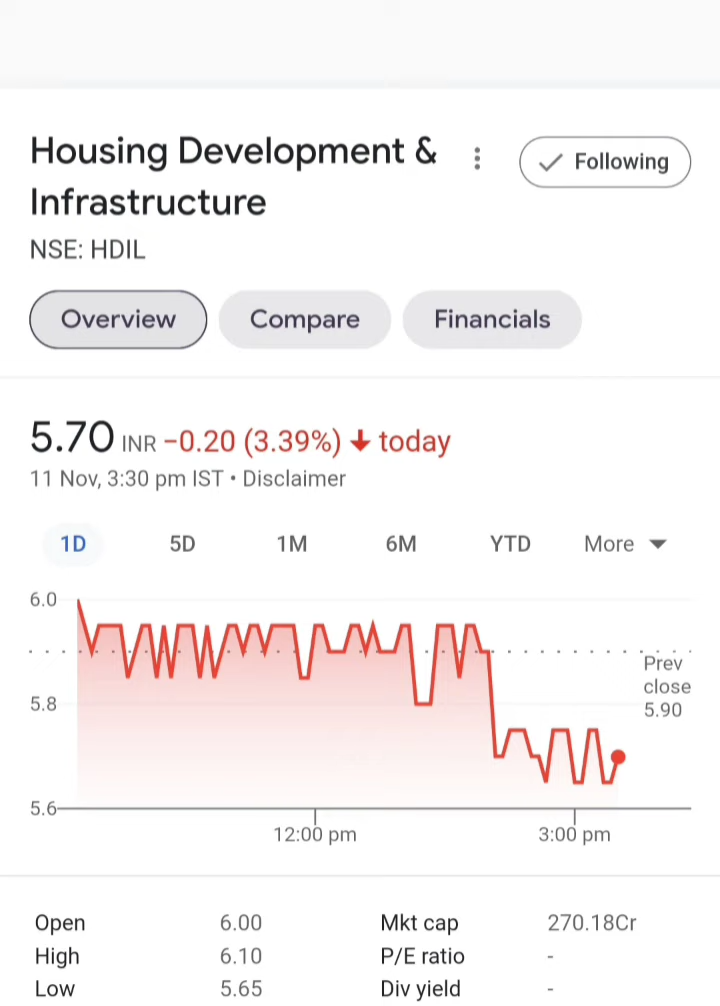 Housing Development &
Infrastructure
Following
NSE: HDIL
Overview Compare Financials
5.70 INR −0.20 (3.39%) ↓ today
11 Nov, 3:30 pm IST • Disclaimer
1D 5D 1M 6M YTD More
6.0
Prev
close
5.90
5.8
5.6
12:00 pm 3:00 pm
Open 6.00 Mkt cap 270.18Cr
High 6.10 P/E ratio -
Low 5.65 Div yield -